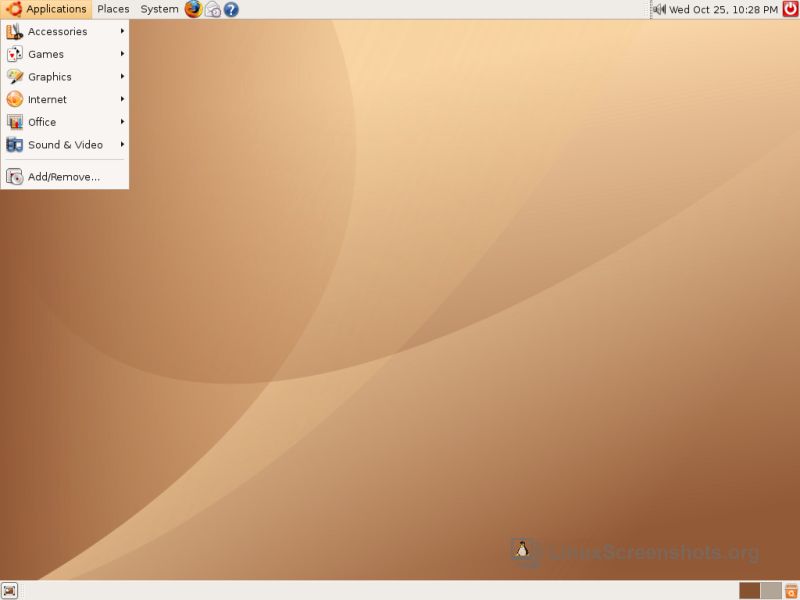 Applications Places System Wed Oct 25, 10:28 PM
Accessories
Games
Graphics
Internet
Office
Sound & Video
Add/Remove...
LinuxScreenshots.org